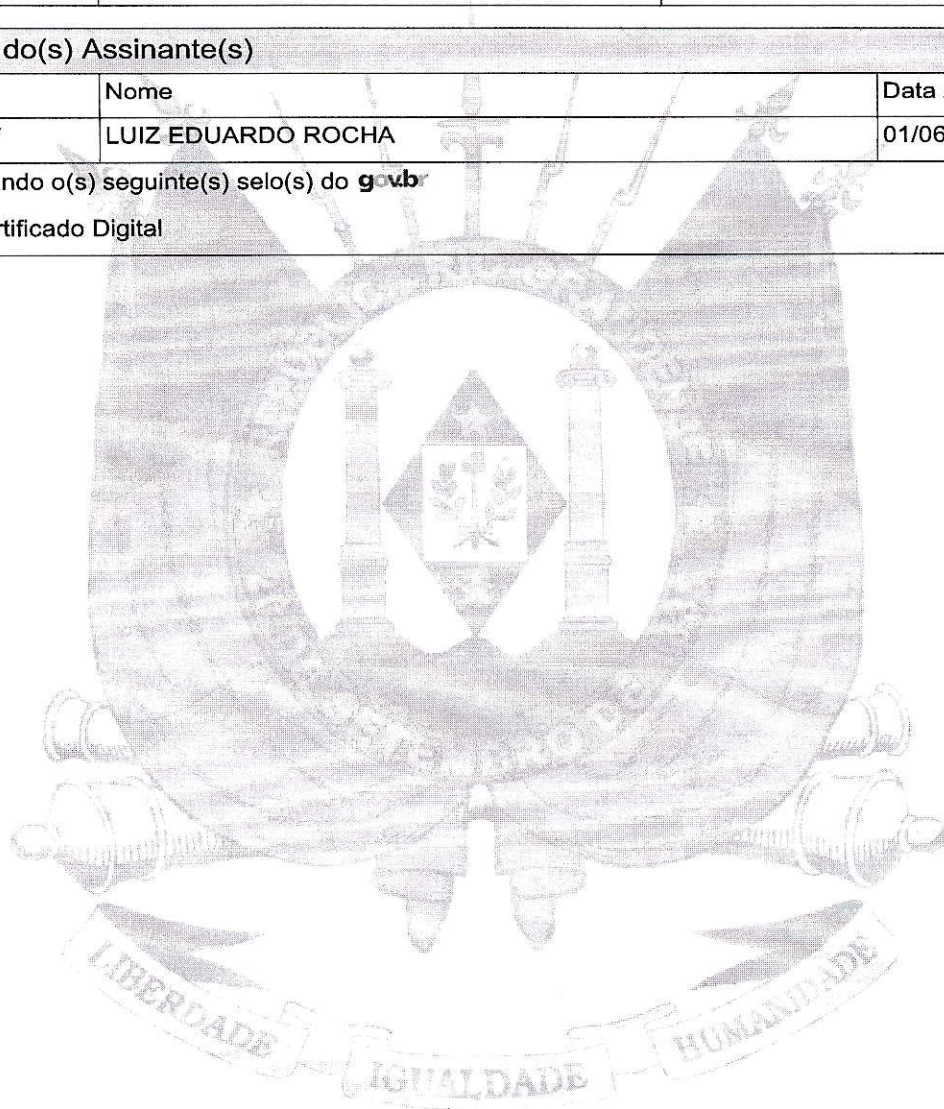 do(s) Assinante(s)
Nome
Data
LUIZ EDUARDO ROCHA
01/06
ndo o(s) seguinte(s) selo(s) do gov.br
rtificado Digital
LIBERDADE
IGUALDADE
HUMANIDADE